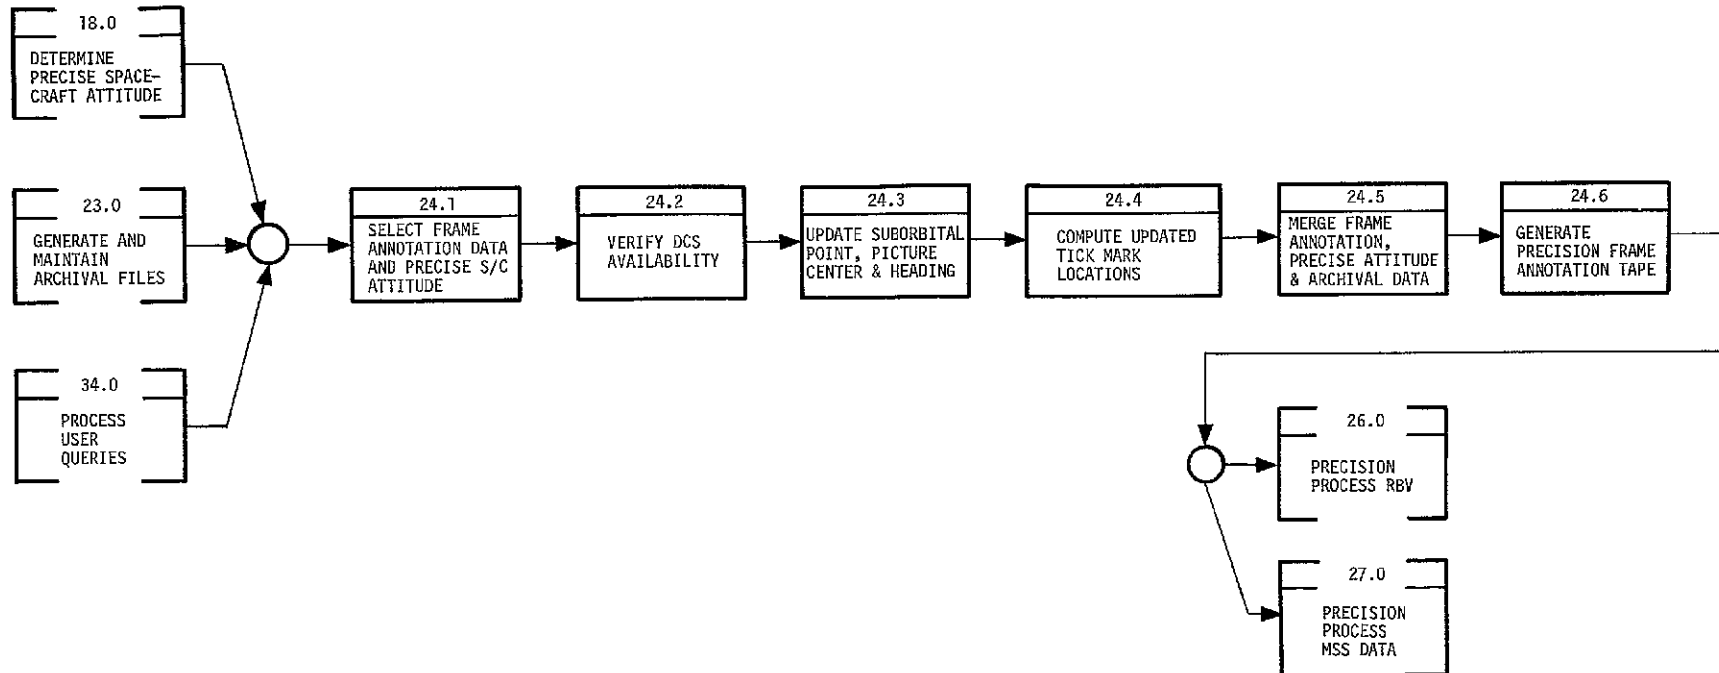 18.0
DETERMINE
PRECISE SPACE-
CRAFT ATTITUDE
23.0
GENERATE AND
MAINTAIN
ARCHIVAL FILES
34.0
PROCESS
USER
QUERIES
24.1
SELECT FRAME
ANNOTATION DATA
AND PRECISE S/C
ATTITUDE
24.2
VERIFY DCS
AVAILABILITY
24.3
UPDATE SUBORBITAL
POINT, PICTURE
CENTER & HEADING
24.4
COMPUTE UPDATED
TICK MARK
LOCATIONS
24.5
MERGE FRAME
ANNOTATION,
PRECISE ATTITUDE
& ARCHIVAL DATA
24.6
GENERATE
PRECISION FRAME
ANNOTATION TAPE
26.0
PRECISION
PROCESS RBV
27.0
PRECISION
PROCESS
MSS DATA